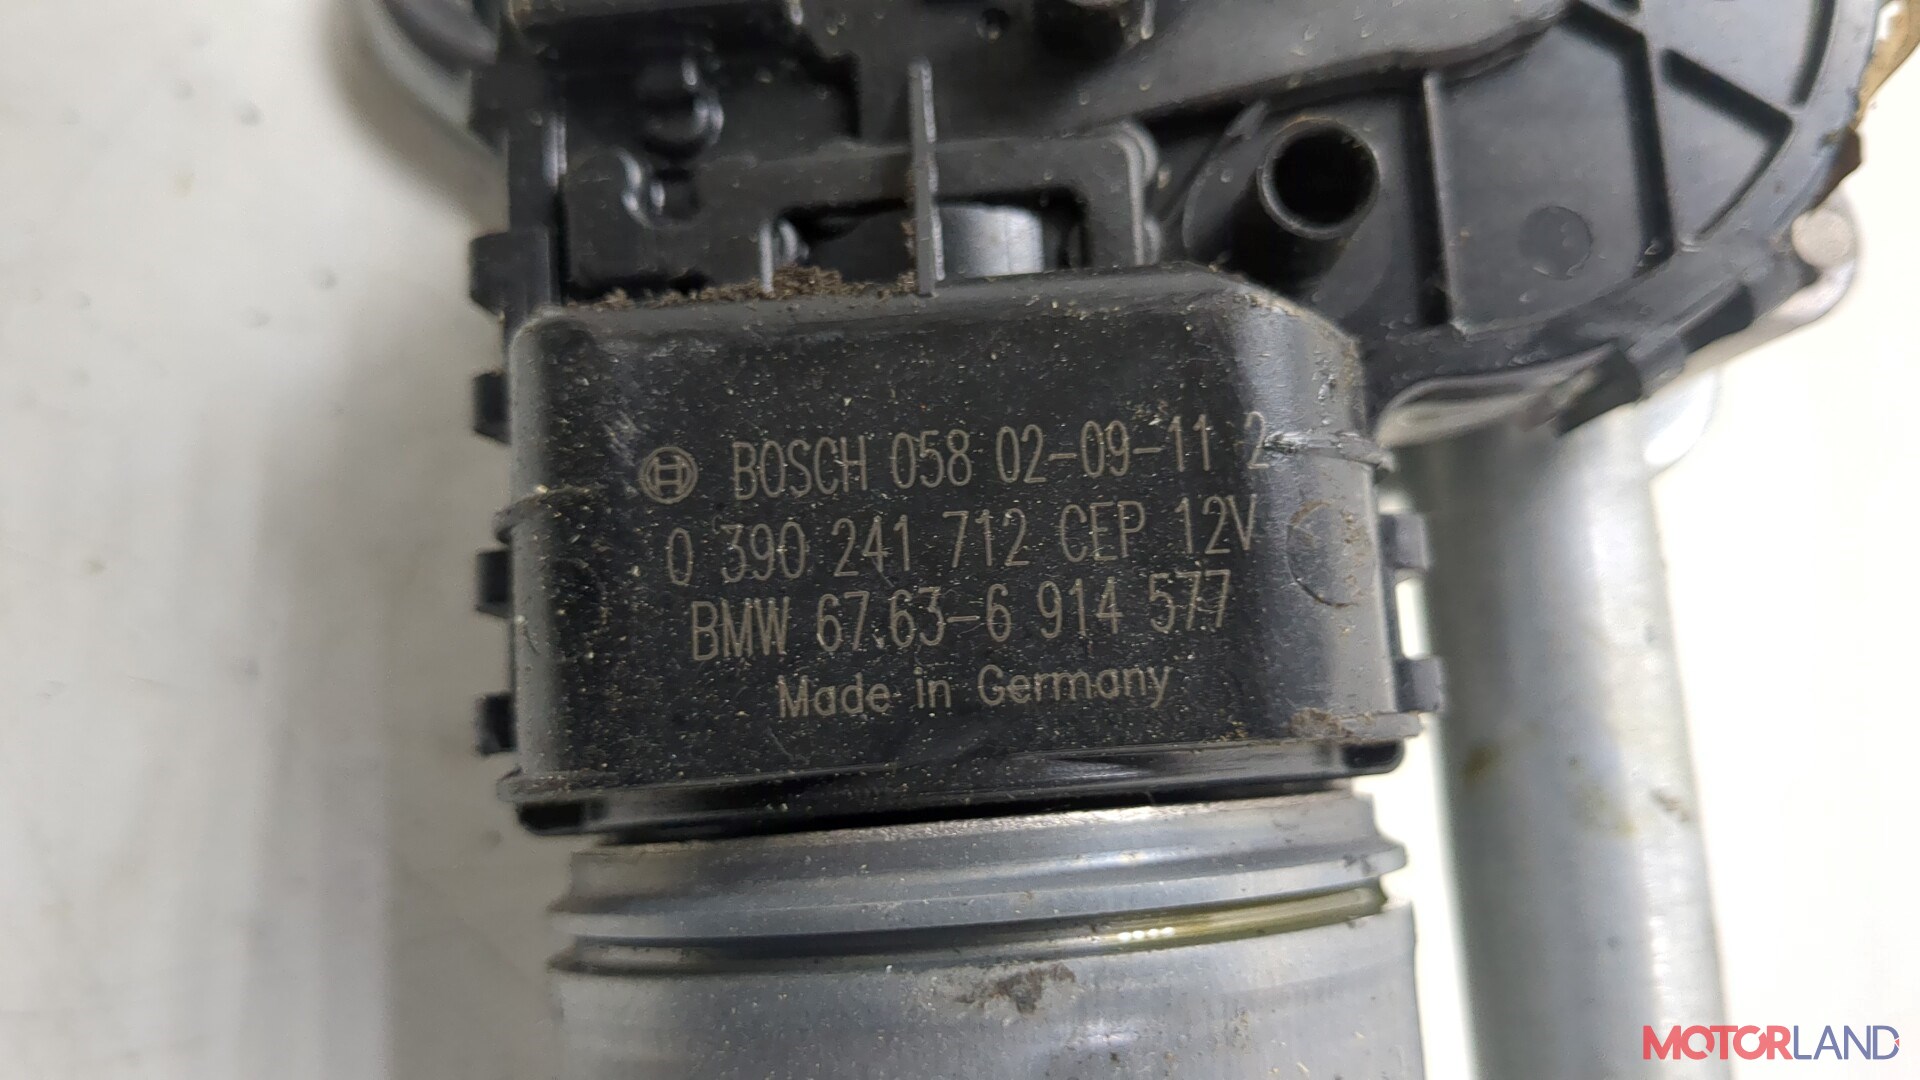 BOSCH 058 02-09-11 2
0 390 241 712 CEP 12V
BMW 67.63-6 914 577
Made in Germany
MOTORLAND